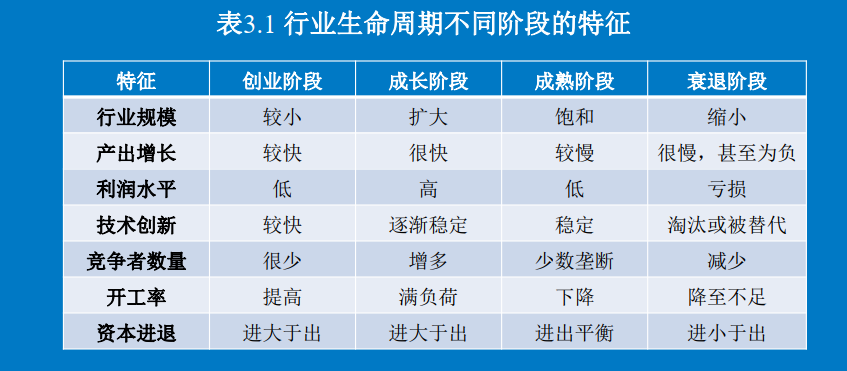 表3.1 行业生命周期不同阶段的特征
特征 创业阶段 成长阶段 成熟阶段 衰退阶段
行业规模 较小 扩大 饱和 缩小
产出增长 较快 很快 较慢 很慢，甚至为负
利润水平 低 高 低 亏损
技术创新 较快 逐渐稳定 稳定 淘汰或被替代
竞争者数量 很少 增多 少数垄断 减少
开工率 提高 满负荷 下降 降至不足
资本进退 进大于出 进大于出 进出平衡 进小于出